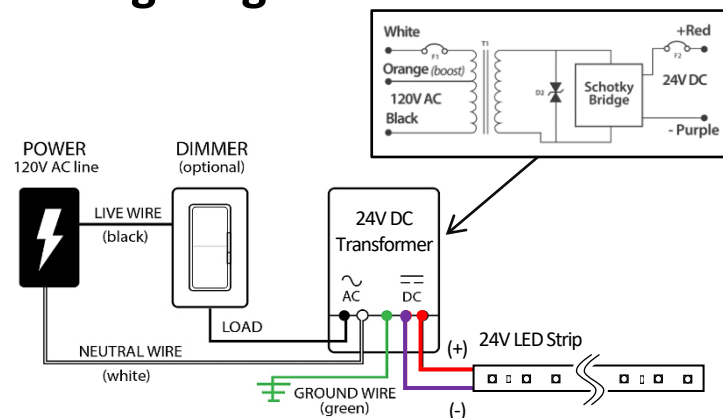 White
F1
T1
Orange (boost)
120V AC
Black
D2
Schotky
Bridge
+Red
F2
24V DC
- Purple
POWER
120V AC line
DIMMER
(optional)
LIVE WIRE
(black)
24V DC
Transformer
AC
DC
LOAD
NEUTRAL WIRE
(white)
GROUND WIRE
(green)
(+)
24V LED Strip
(-)